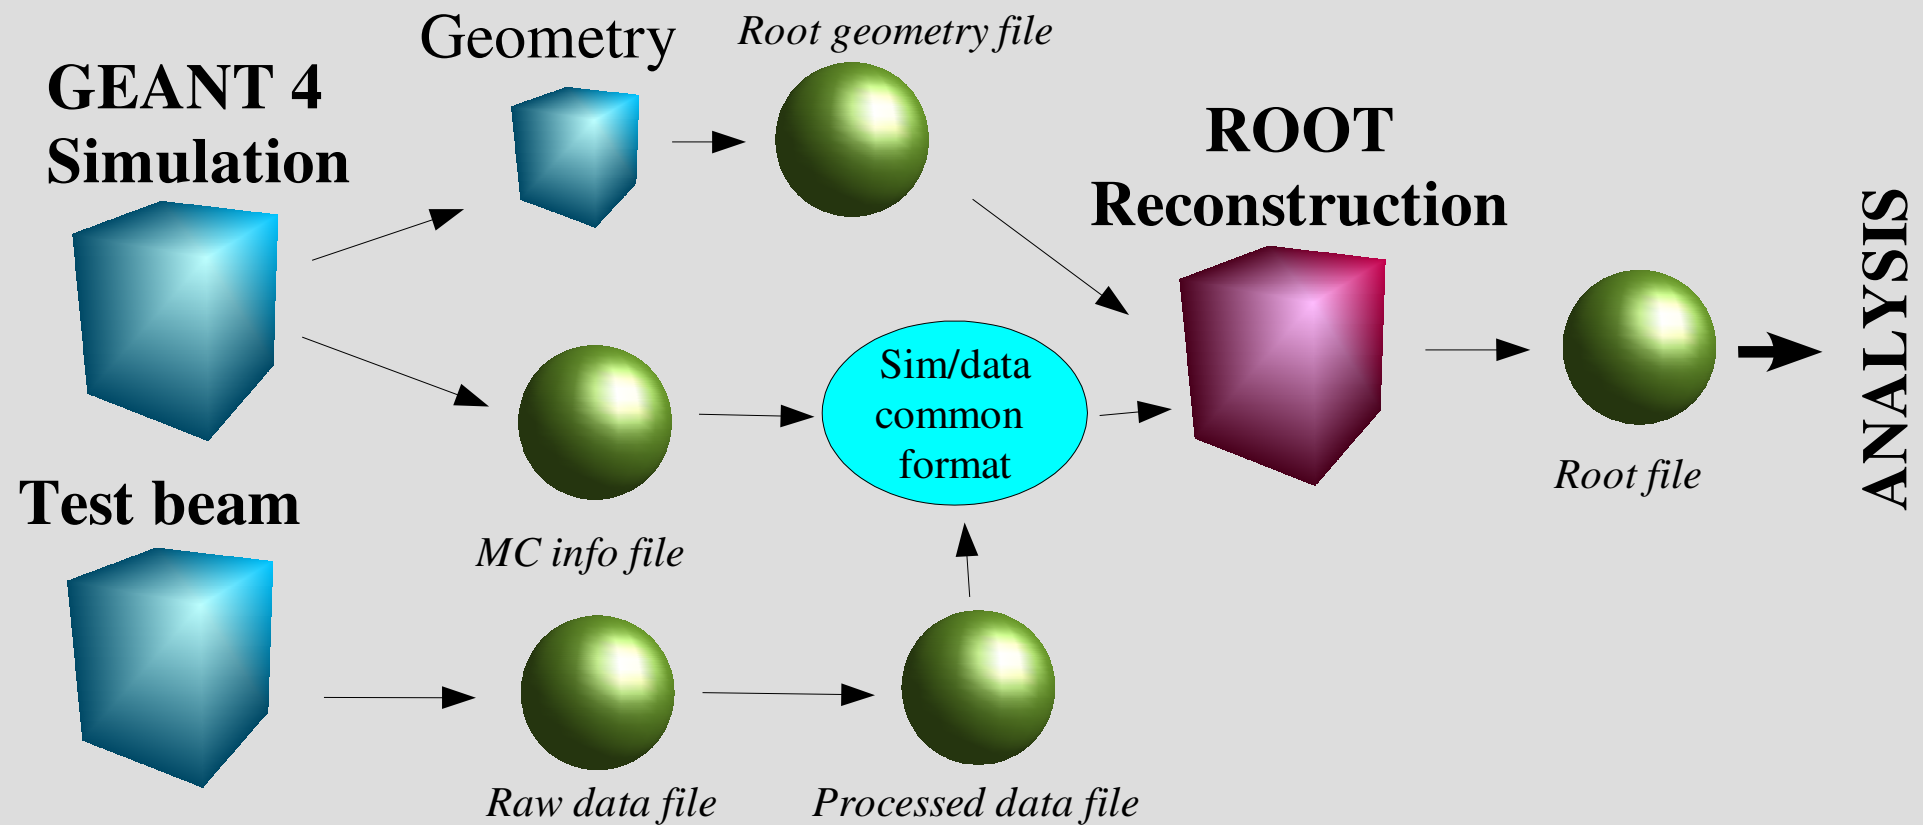 Geometry
Root geometry file
GEANT 4
Simulation
ROOT
Reconstruction
ANALYSIS
Sim/data
common
format
Root file
Test beam
MC info file
Raw data file
Processed data file